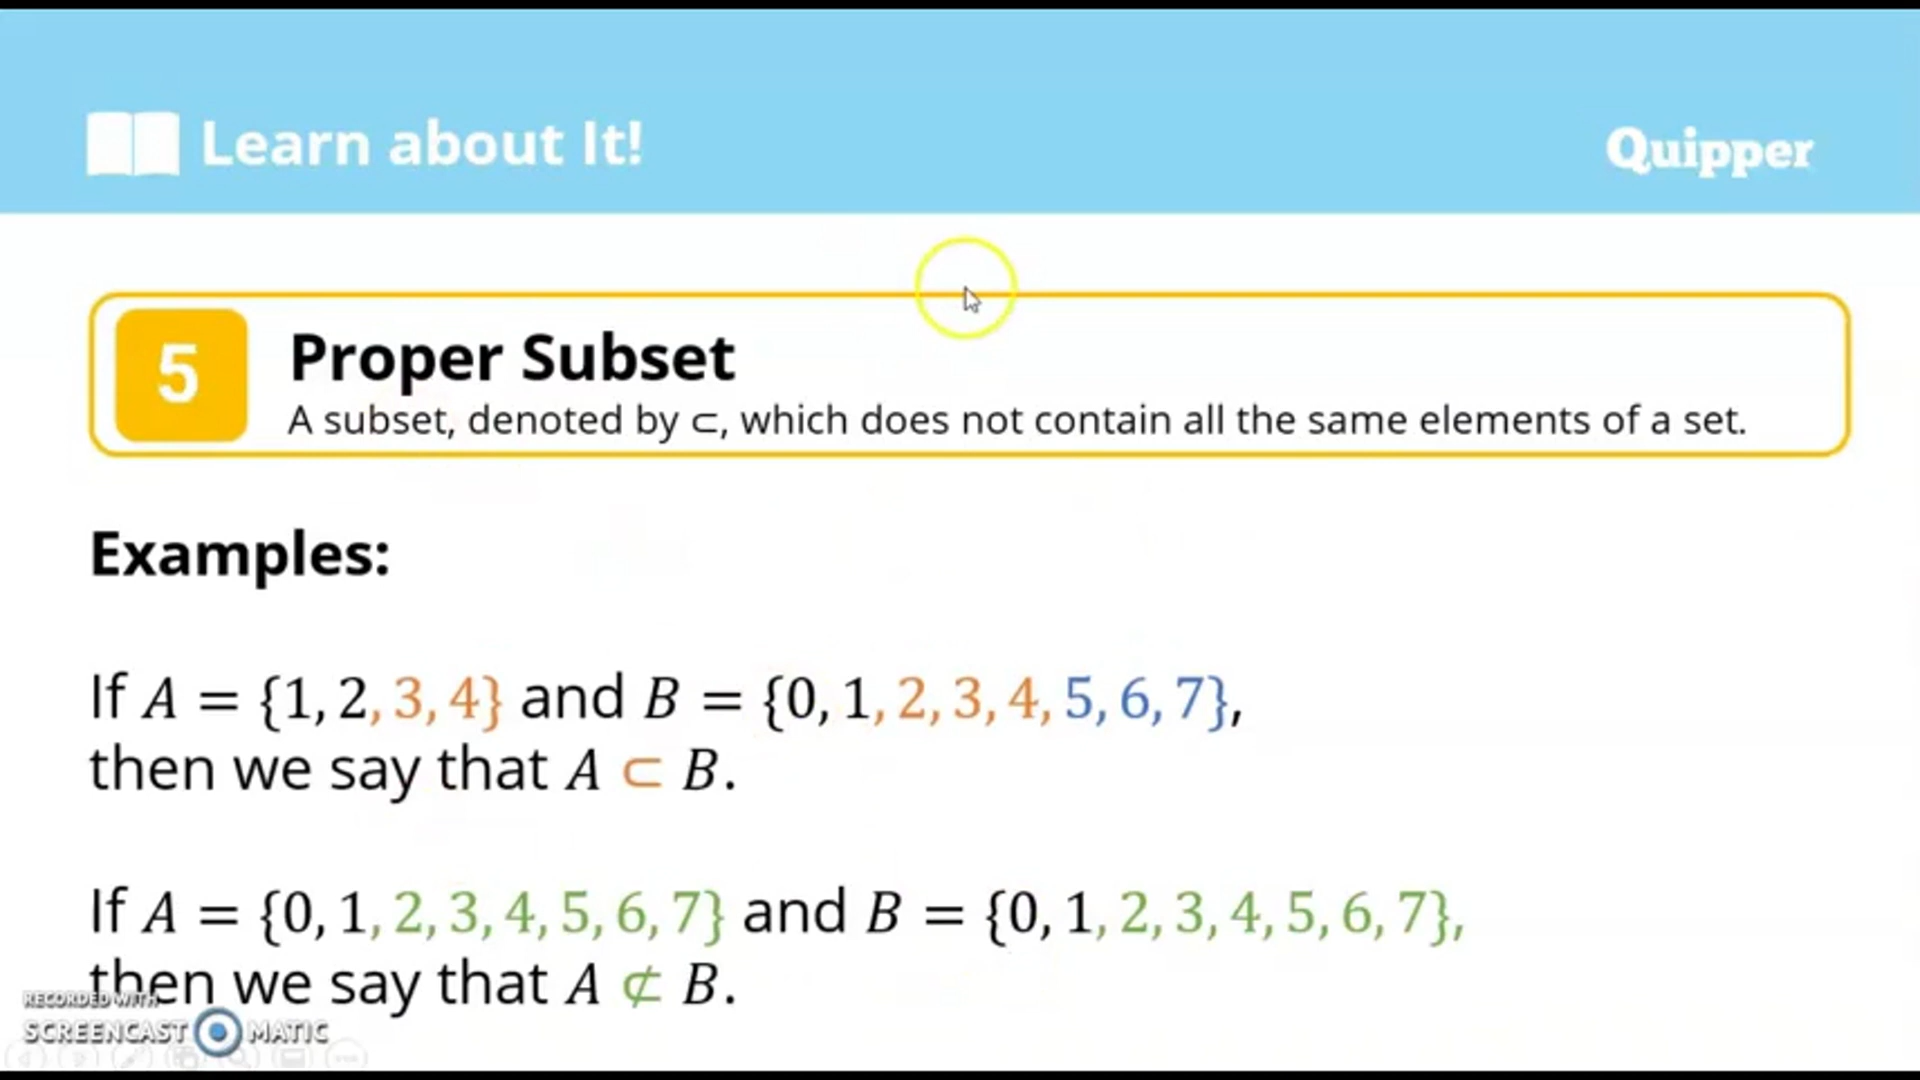 Learn about It!
Quipper
5
Proper Subset
A subset, denoted by ⊂, which does not contain all the same elements of a set.
Examples:
If A = {1, 2, 3, 4} and B = {0, 1, 2, 3, 4, 5, 6, 7},
then we say that A ⊂ B.
If A = {0, 1, 2, 3, 4, 5, 6, 7} and B = {0, 1, 2, 3, 4, 5, 6, 7},
then we say that A ⊄ B.
RECORDED WITH
SCREENCAST MATIC